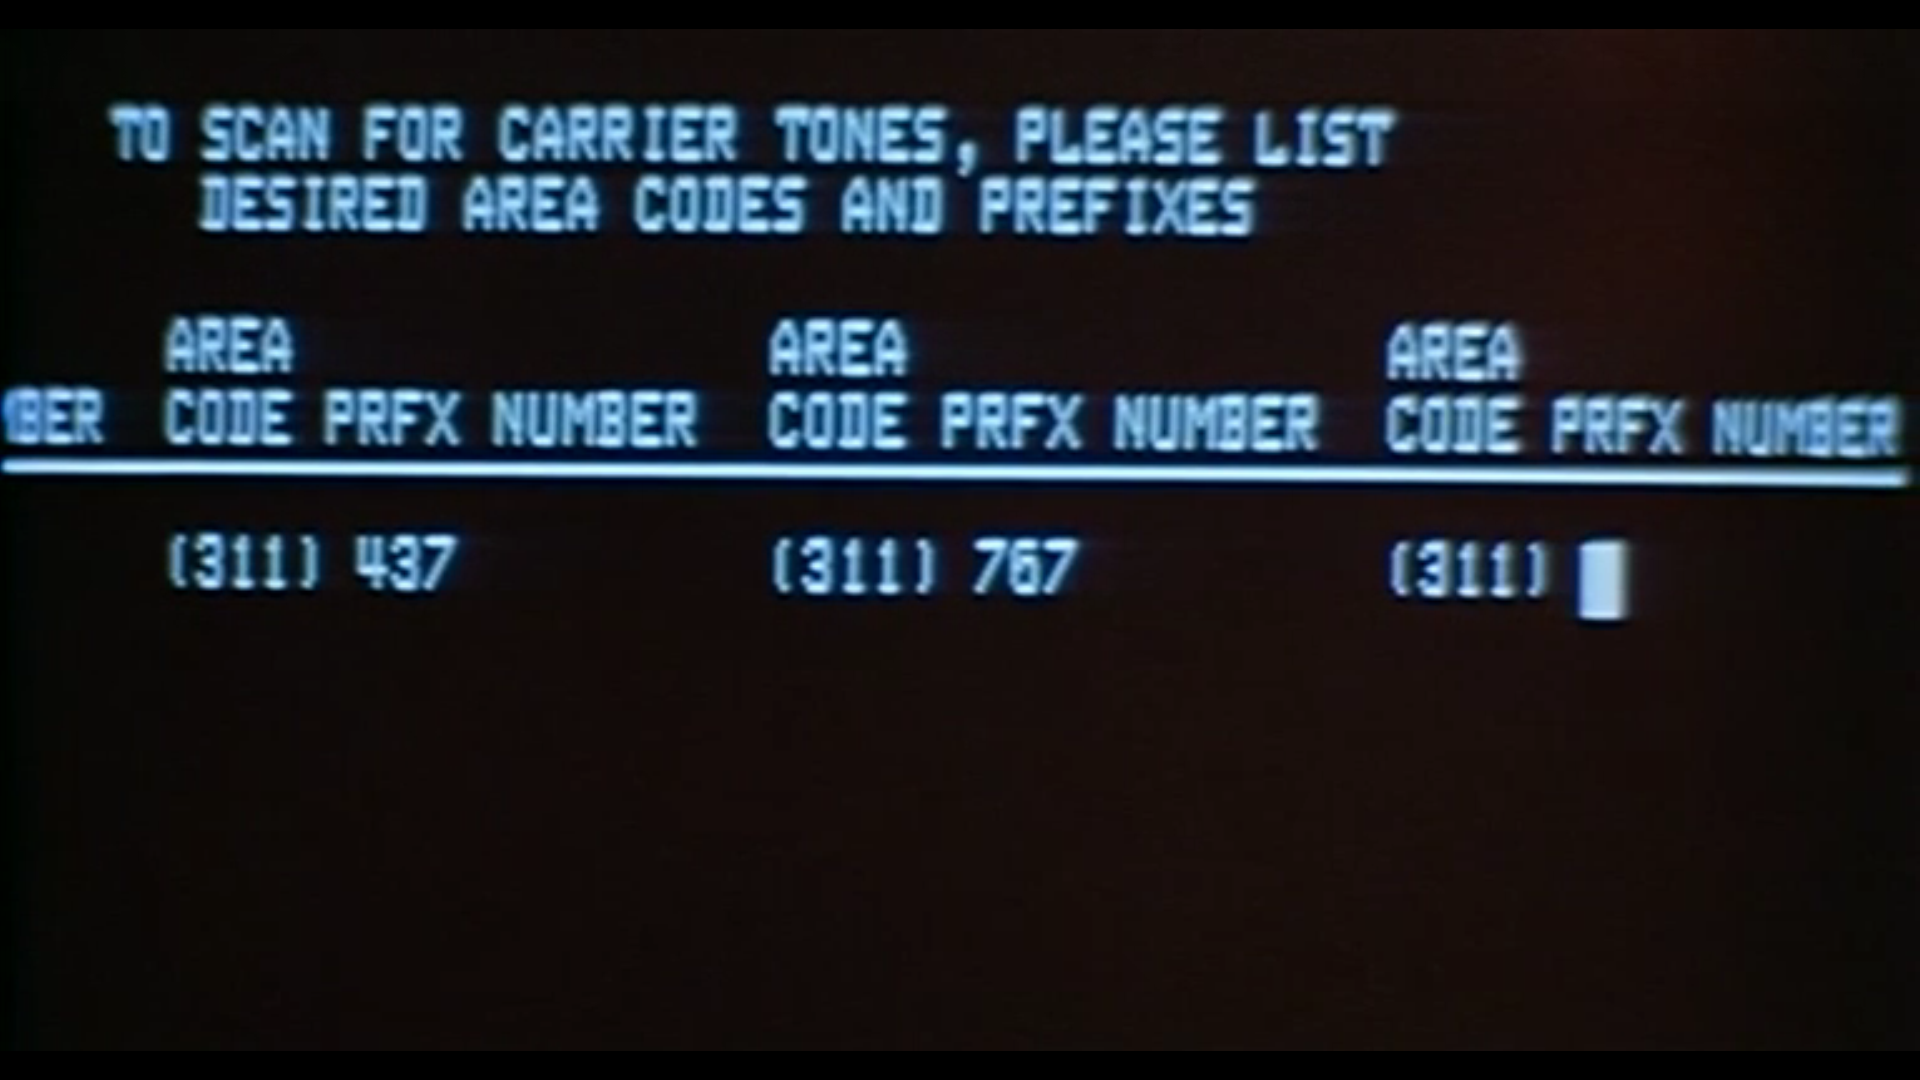 TO SCAN FOR CARRIER TONES, PLEASE LIST
DESIRED AREA CODES AND PREFIXES
AREA AREA AREA
BER CODE PRFX NUMBER CODE PRFX NUMBER CODE PRFX NUMBER
(311) 437 (311) 767 (311)